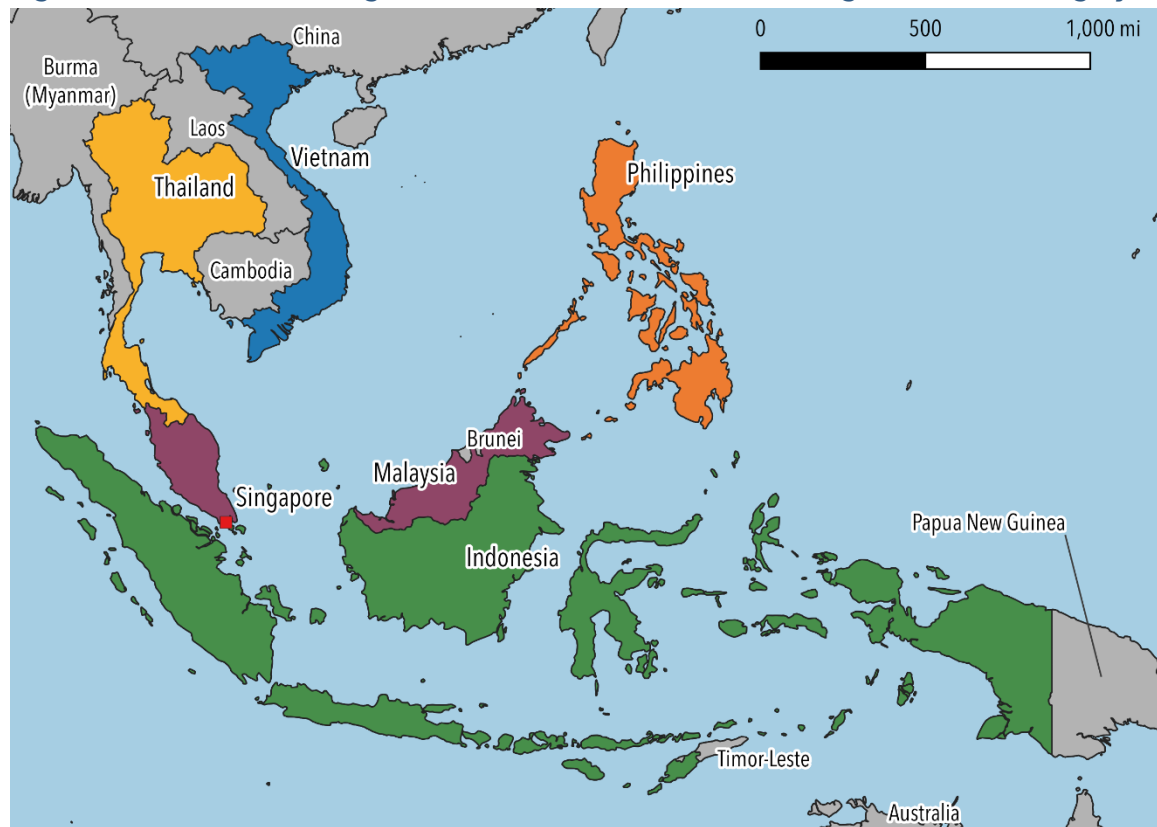 0 500 1,000 mi
China
Burma
(Myanmar)
Laos
Vietnam
Thailand
Philippines
Cambodia
Brunei
Malaysia
Singapore
Papua New Guinea
Indonesia
Timor-Leste
Australia